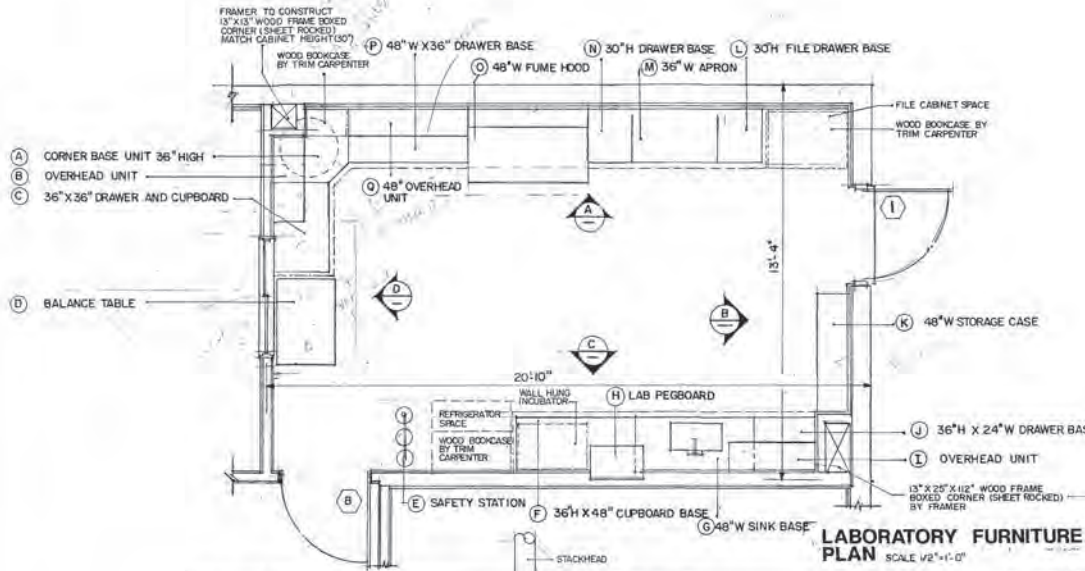 FRAMER TO CONSTRUCT
13"X13" WOOD FRAME BOXED
CORNER (SHEET ROCKED)
MATCH CABINET HEIGHT(30")
WOOD BOOKCASE
BY TRIM CARPENTER
P 48"W X36" DRAWER BASE
O 48"W FUME HOOD
N 30"H DRAWER BASE
M 36"W APRON
L 30"H FILE DRAWER BASE
FILE CABINET SPACE
WOOD BOOKCASE BY
TRIM CARPENTER
A CORNER BASE UNIT 36" HIGH
B OVERHEAD UNIT
C 36"X36" DRAWER AND CUPBOARD
Q 48" OVERHEAD
UNIT
A
1
13'-4"
D BALANCE TABLE
D
B
C
K 48"W STORAGE CASE
20'-10"
WALL HUNG
INCUBATOR
H LAB PEGBOARD
REFRIGERATOR
SPACE
WOOD BOOKCASE
BY TRIM
CARPENTER
J 36"H X 24"W DRAWER BAS
I OVERHEAD UNIT
13"X 25"X112" WOOD FRAME
BOXED CORNER (SHEET ROCKED)
BY FRAMER
8
E SAFETY STATION
F 36"H X 48" CUPBOARD BASE
G 48"W SINK BASE
STACKHEAD
LABORATORY FURNITURE
PLAN SCALE 1/2"=1'-0"